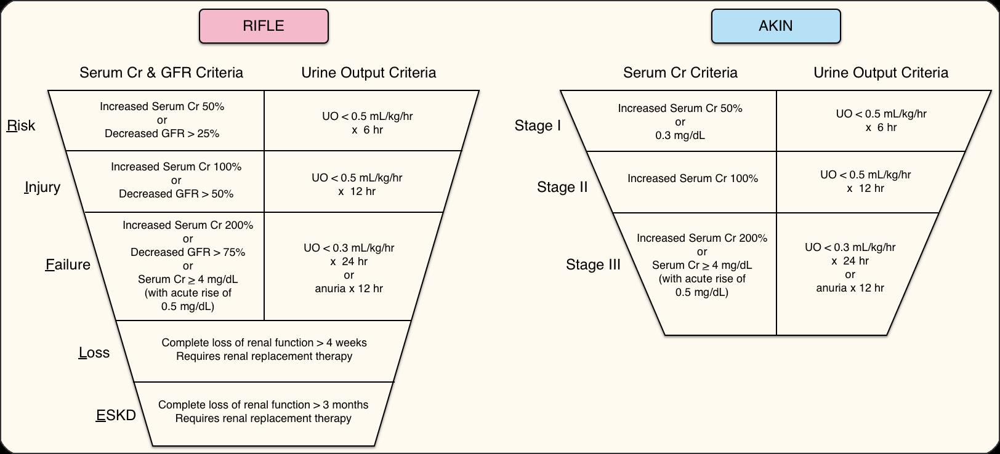 RIFLE
Serum Cr & GFR Criteria
Urine Output Criteria
Risk
Increased Serum Cr 50%
or
Decreased GFR > 25%
UO < 0.5 mL/kg/hr
x 6 hr
Injury
Increased Serum Cr 100%
or
Decreased GFR > 50%
UO < 0.5 mL/kg/hr
x 12 hr
Failure
Increased Serum Cr 200%
or
Decreased GFR > 75%
or
Serum Cr ≥ 4 mg/dL
(with acute rise of
0.5 mg/dL)
UO < 0.3 mL/kg/hr
x 24 hr
or
anuria x 12 hr
Loss
Complete loss of renal function > 4 weeks
Requires renal replacement therapy
ESKD
Complete loss of renal function > 3 months
Requires renal replacement therapy
AKIN
Serum Cr Criteria
Urine Output Criteria
Stage I
Increased Serum Cr 50%
or
0.3 mg/dL
UO < 0.5 mL/kg/hr
x 6 hr
Stage II
Increased Serum Cr 100%
UO < 0.5 mL/kg/hr
x 12 hr
Stage III
Increased Serum Cr 200%
or
Serum Cr ≥ 4 mg/dL
(with acute rise of
0.5 mg/dL)
UO < 0.3 mL/kg/hr
x 24 hr
or
anuria x 12 hr